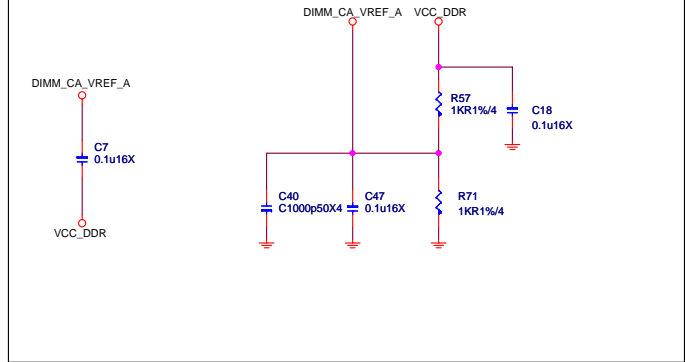 DIMM_CA_VREF_A
VCC_DDR
DIMM_CA_VREF_A
R57
1KR1%/4
C18
0.1u16X
C7
0.1u16X
C40
C1000p50X4
C47
0.1u16X
R71
1KR1%/4
VCC_DDR